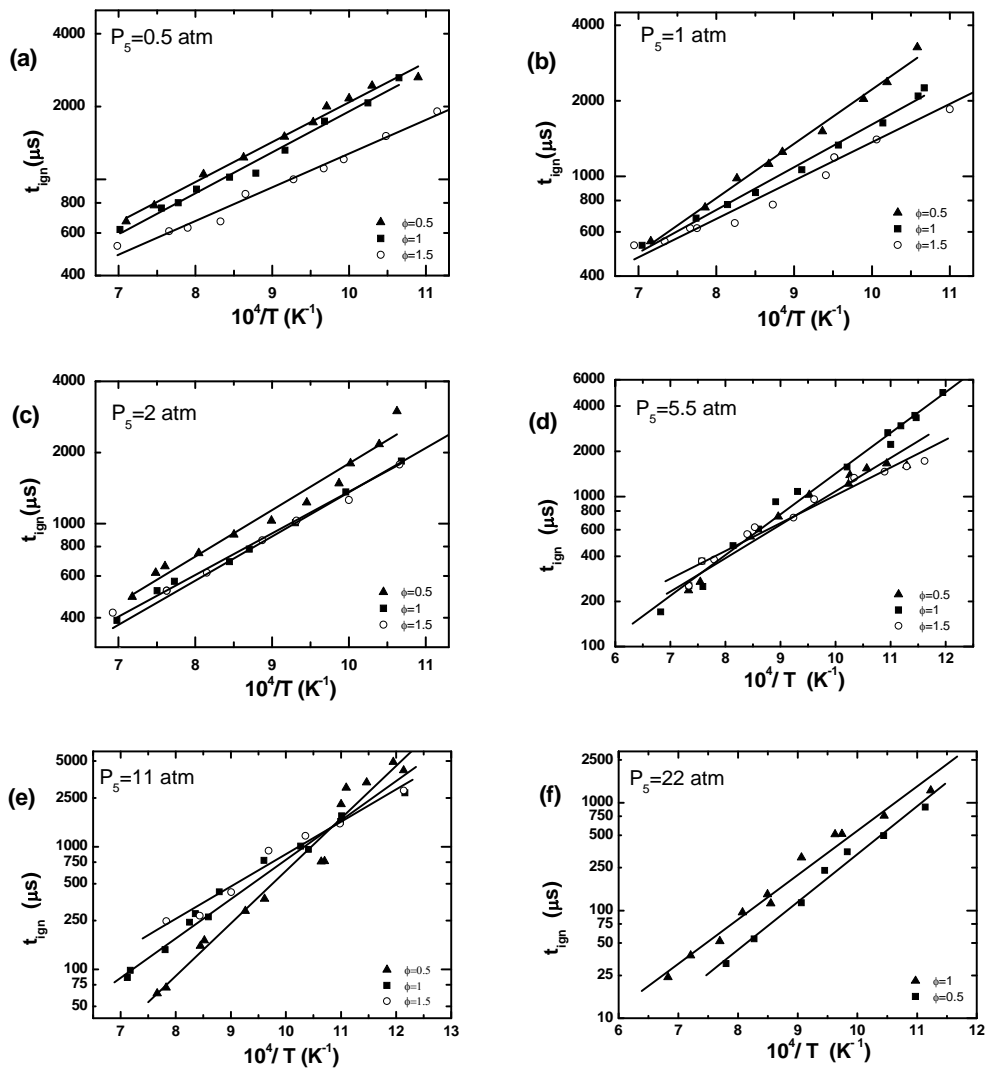 (a)
P5=0.5 atm
4000
2000
800
600
400
tign(μs)
7 8 9 10 11
10^4/T (K^-1)
▲ ϕ=0.5
■ ϕ=1
○ ϕ=1.5
(b)
P5=1 atm
4000
2000
1000
800
600
400
tign(μs)
7 8 9 10 11
10^4/T (K^-1)
▲ ϕ=0.5
■ ϕ=1
○ ϕ=1.5
(c)
P5=2 atm
4000
2000
1000
800
600
400
tign(μs)
7 8 9 10 11
10^4/T (K^-1)
▲ ϕ=0.5
■ ϕ=1
○ ϕ=1.5
(d)
P5=5.5 atm
6000
4000
2000
1000
800
600
400
200
100
tign (μs)
6 7 8 9 10 11 12
10^4/ T (K^-1)
▲ ϕ=0.5
■ ϕ=1
○ ϕ=1.5
(e)
P5=11 atm
5000
2500
1000
750
500
250
100
75
50
tign (μs)
7 8 9 10 11 12 13
10^4/ T (K^-1)
▲ ϕ=0.5
■ ϕ=1
○ ϕ=1.5
(f)
P5=22 atm
2500
1000
750
500
250
100
75
50
25
10
tign (μs)
6 7 8 9 10 11 12
10^4/ T (K^-1)
▲ ϕ=1
■ ϕ=0.5